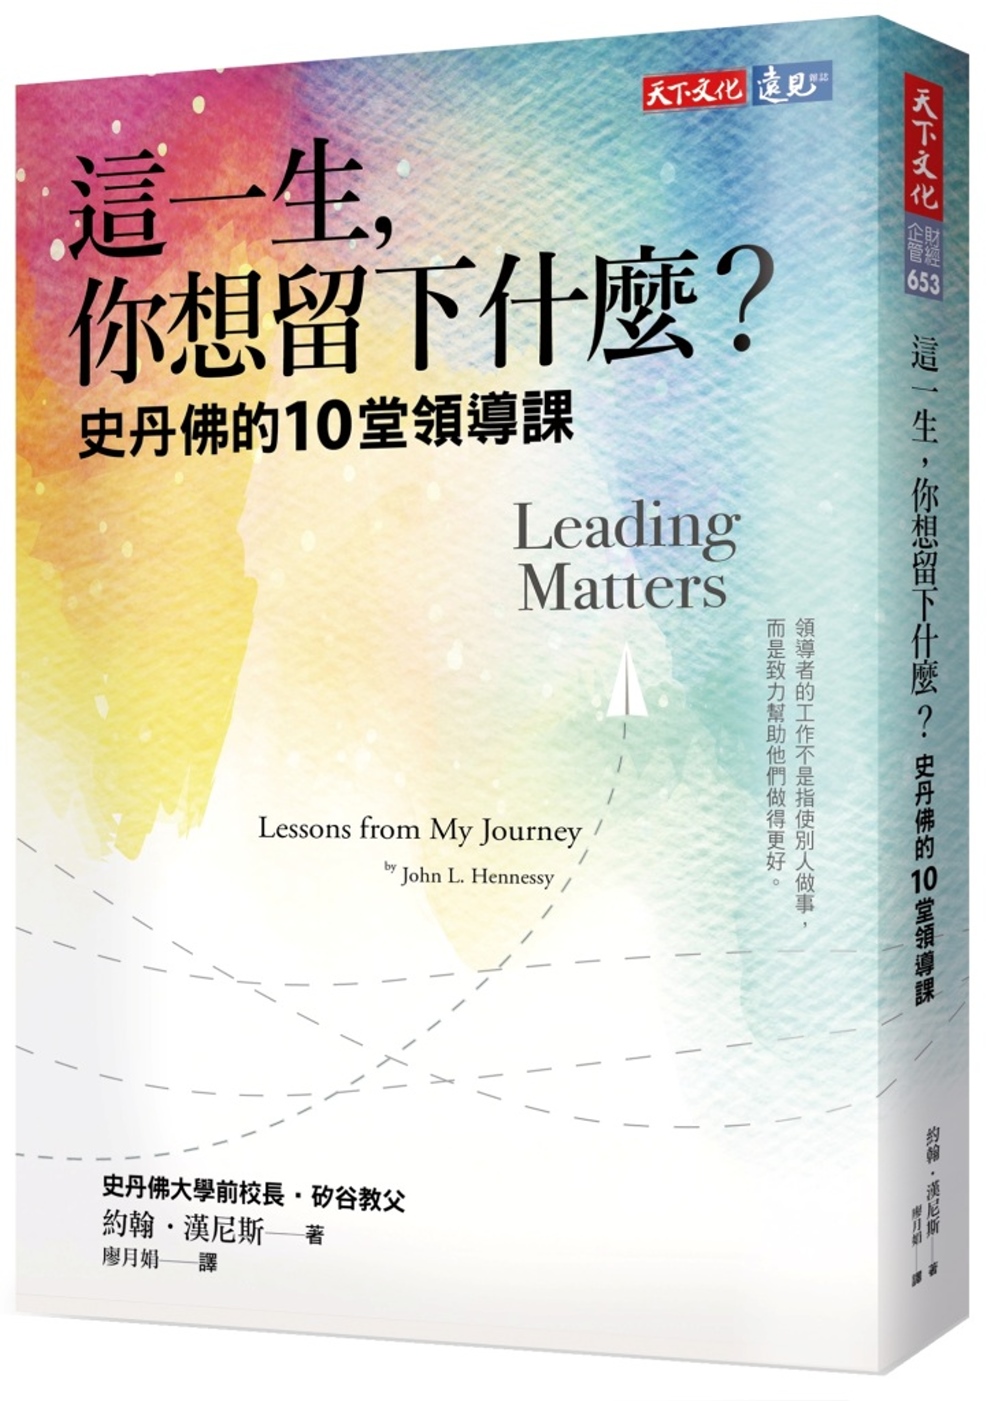 天下文化
遠見雜誌
這一生,
你想留下什麼?
史丹佛的10堂領導課
Leading
Matters
領導者的工作不是指使別人做事，
而是致力幫助他們做得更好。
Lessons from My Journey
by John L. Hennessy
史丹佛大學前校長・矽谷教父
約翰・漢尼斯——著
廖月娟——譯
天下文化
財經
企管
653
這一生，你想留下什麼？史丹佛的10堂領導課
約翰・漢尼斯——著
廖月娟——譯